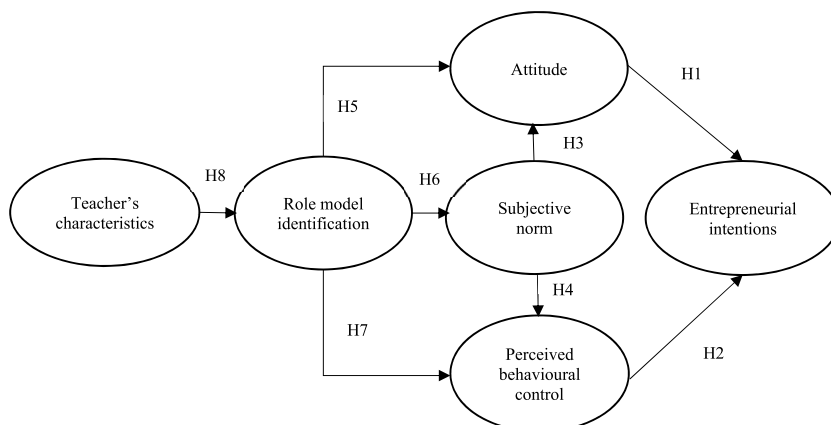 Attitude
H1
H5
H3
H8
H6
Teacher's
characteristics
Role model
identification
Subjective
norm
Entrepreneurial
intentions
H4
H7
H2
Perceived
behavioural
control